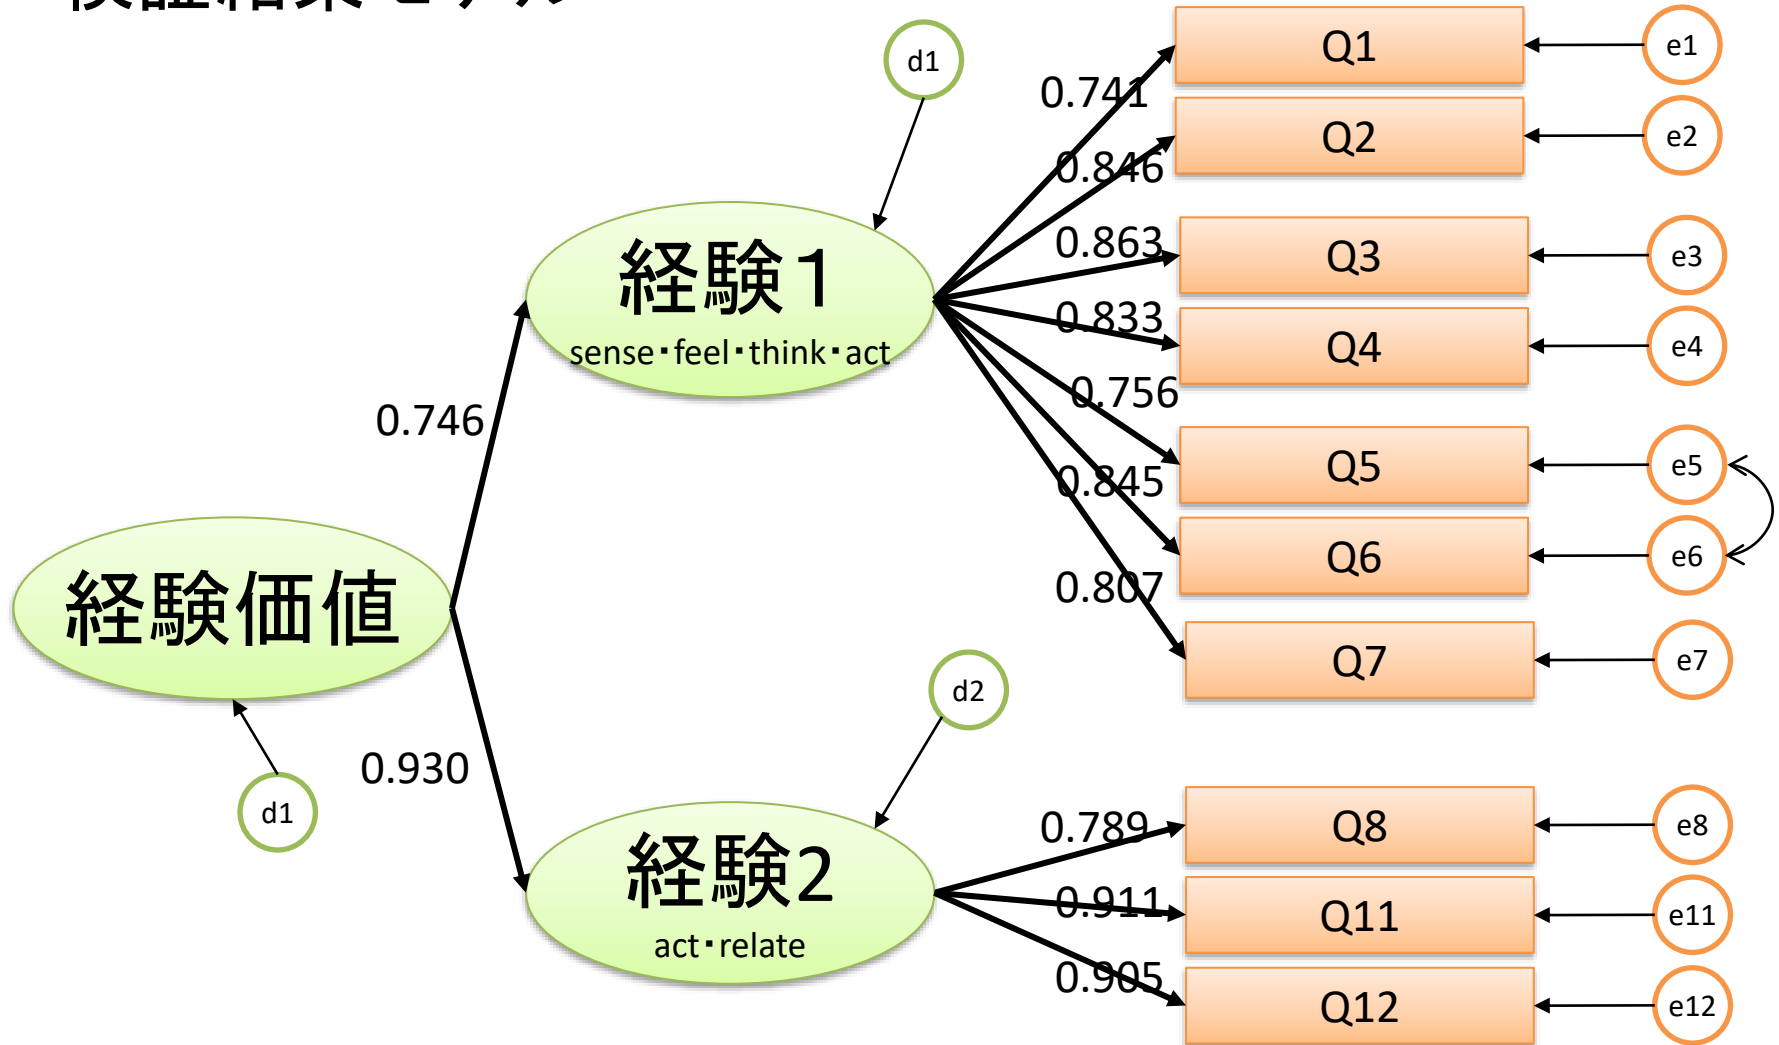 d1
0.741
Q1
e1
0.846
Q2
e2
経験1
sense・feel・think・act
0.863
Q3
e3
0.833
Q4
e4
0.756
Q5
e5
0.845
Q6
e6
0.807
Q7
e7
0.746
経験価値
d1
0.930
d2
経験2
act・relate
0.789
Q8
e8
0.911
Q11
e11
0.905
Q12
e12